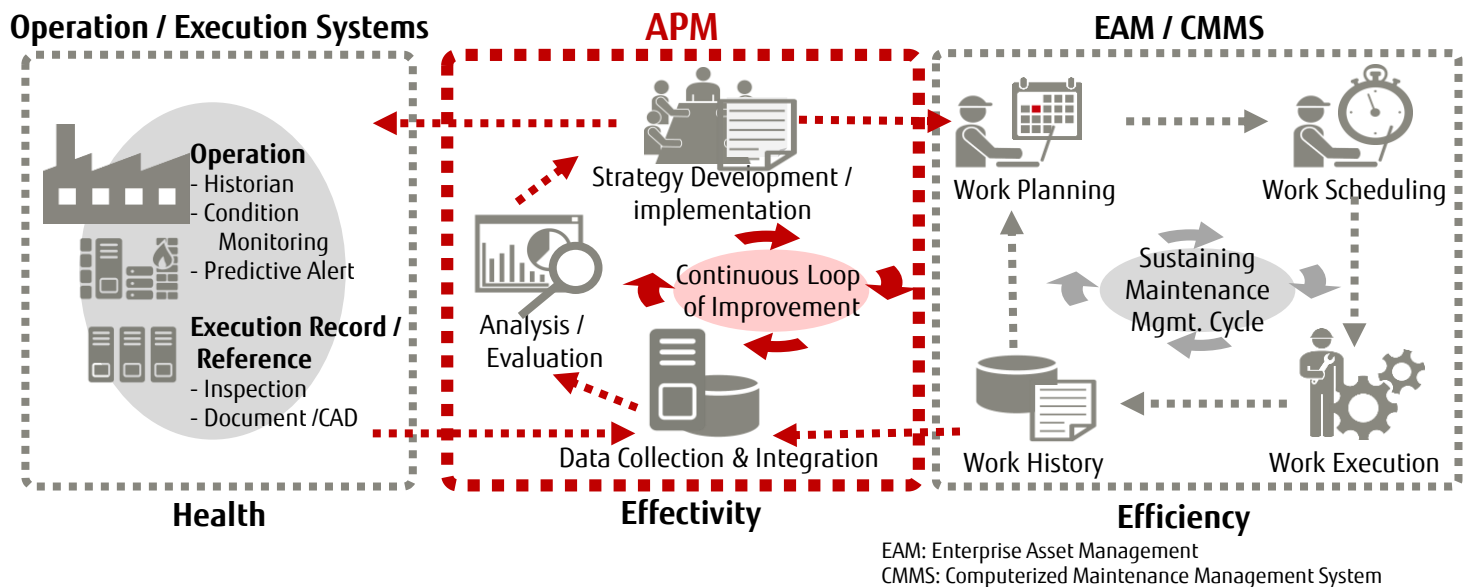 Operation / Execution Systems
APM
EAM / CMMS
Operation
- Historian
- Condition
Monitoring
- Predictive Alert
Execution Record /
Reference
- Inspection
- Document /CAD
Health
Strategy Development /
implementation
Continuous Loop
of Improvement
Analysis /
Evaluation
Data Collection & Integration
Effectivity
Work Planning
Work Scheduling
Sustaining
Maintenance
Mgmt. Cycle
Work History
Work Execution
Efficiency
EAM: Enterprise Asset Management
CMMS: Computerized Maintenance Management System